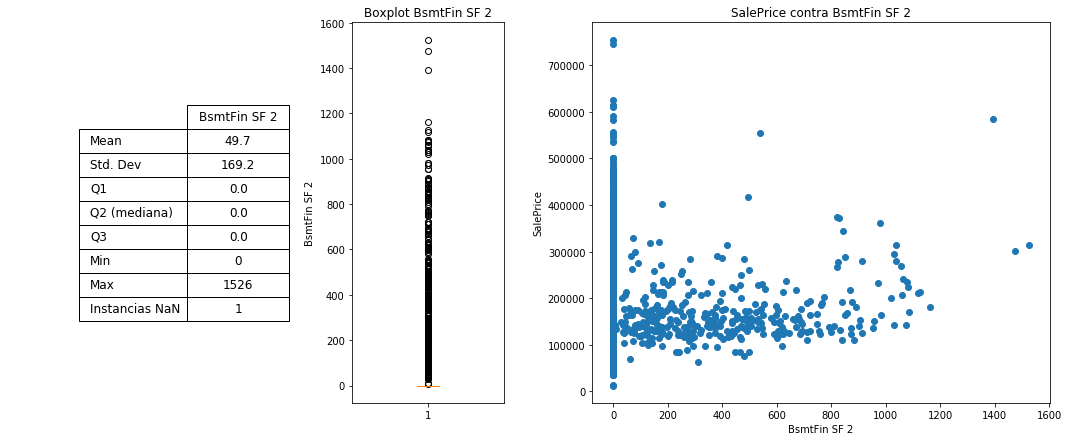 BsmtFin SF 2
Mean 49.7
Std. Dev 169.2
Q1 0.0
Q2 (mediana) 0.0
Q3 0.0
Min 0
Max 1526
Instancias NaN 1
Boxplot BsmtFin SF 2
BsmtFin SF 2
1600
1400
1200
1000
800
600
400
200
0
1
SalePrice contra BsmtFin SF 2
SalePrice
700000
600000
500000
400000
300000
200000
100000
0
0 200 400 600 800 1000 1200 1400 1600
BsmtFin SF 2